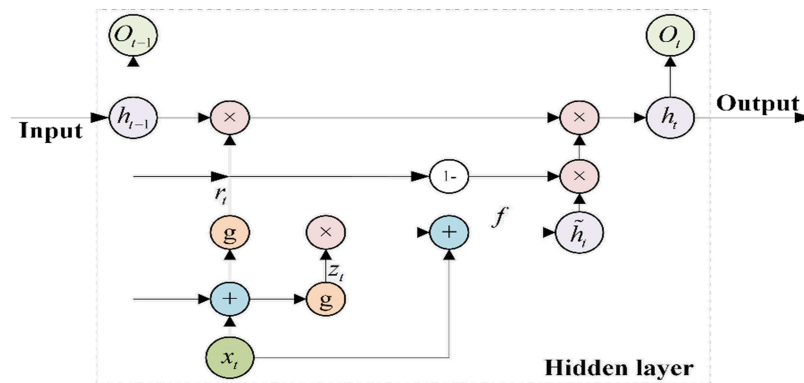 O_{t-1} O_t
Input h_{t-1} × × h_t Output
r_t 1- ×
g × + f h̃_t
z_t
+ g
x_t
Hidden layer